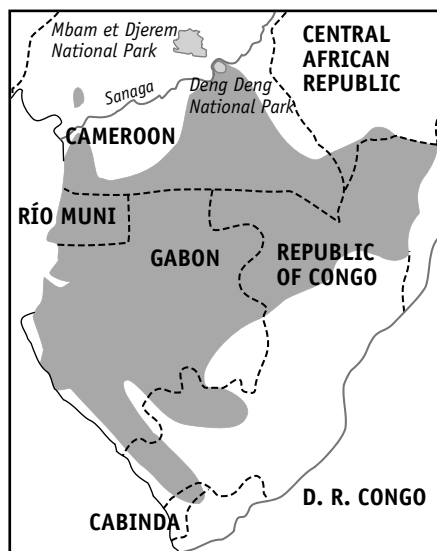 Mbam et Djerem
National Park
CENTRAL
AFRICAN
REPUBLIC
Sanaga
Deng Deng
National Park
CAMEROON
RÍO MUNI
GABON
REPUBLIC
OF CONGO
D. R. CONGO
CABINDA